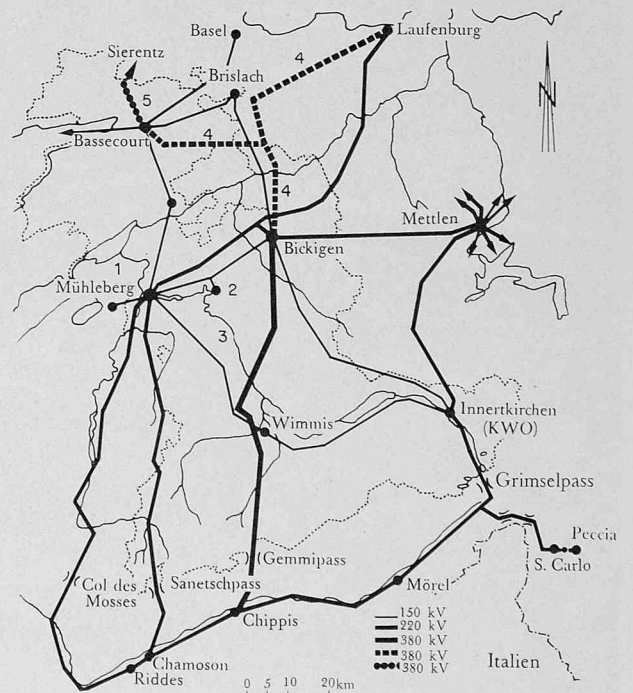 Basel
Laufenburg
Sierentz
Brislach
4
5
N
Bassecourt
4
4
Mettlen
Bickigen
1
Mühleberg
2
3
Wimmis
Innertkirchen
(KWO)
Grimselpass
Gemmipass
Peccia
S. Carlo
Col des
Mosses
Sanetschpass
Mörel
Chippis
150 kV
220 kV
380 kV
380 kV
380 kV
Chamoson
Riddes
Italien
0 5 10 20km